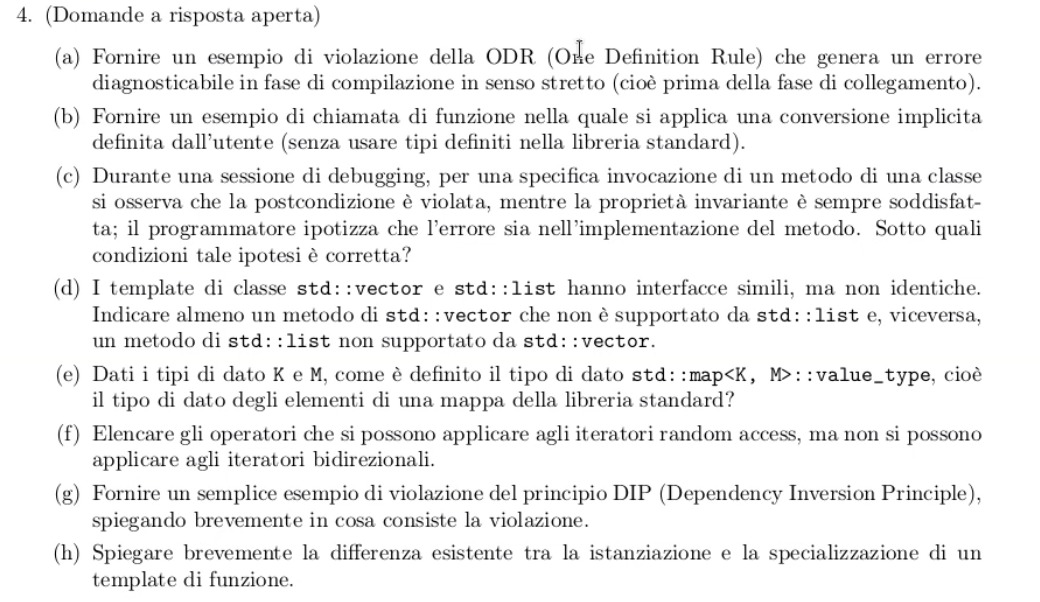 4. (Domande a risposta aperta)
(a) Fornire un esempio di violazione della ODR (One Definition Rule) che genera un errore
diagnosticabile in fase di compilazione in senso stretto (cioè prima della fase di collegamento).
(b) Fornire un esempio di chiamata di funzione nella quale si applica una conversione implicita
definita dall'utente (senza usare tipi definiti nella libreria standard).
(c) Durante una sessione di debugging, per una specifica invocazione di un metodo di una classe
si osserva che la postcondizione è violata, mentre la proprietà invariante è sempre soddisfat-
ta; il programmatore ipotizza che l'errore sia nell'implementazione del metodo. Sotto quali
condizioni tale ipotesi è corretta?
(d) I template di classe std::vector e std::list hanno interfacce simili, ma non identiche.
Indicare almeno un metodo di std::vector che non è supportato da std::list e, viceversa,
un metodo di std::list non supportato da std::vector.
(e) Dati i tipi di dato K e M, come è definito il tipo di dato std::map<K, M>::value_type, cioè
il tipo di dato degli elementi di una mappa della libreria standard?
(f) Elencare gli operatori che si possono applicare agli iteratori random access, ma non si possono
applicare agli iteratori bidirezionali.
(g) Fornire un semplice esempio di violazione del principio DIP (Dependency Inversion Principle),
spiegando brevemente in cosa consiste la violazione.
(h) Spiegare brevemente la differenza esistente tra la istanziazione e la specializzazione di un
template di funzione.